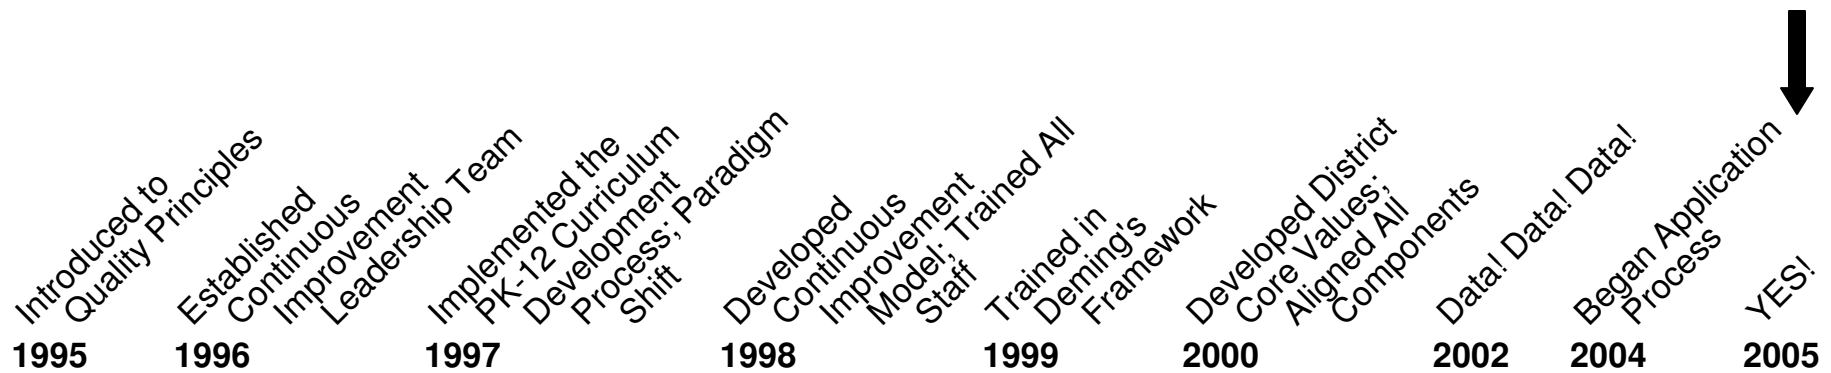 Introduced to
Quality Principles
Established
Continuous
Improvement
Leadership Team
Implemented the
PK-12 Curriculum
Development
Process; Paradigm
Shift
Developed
Continuous
Improvement
Model; Trained All
Staff
Trained in
Deming's
Framework
Developed District
Core Values;
Aligned All
Components
Data! Data! Data!
Began Application
Process
YES!
1995
1996
1997
1998
1999
2000
2002
2004
2005